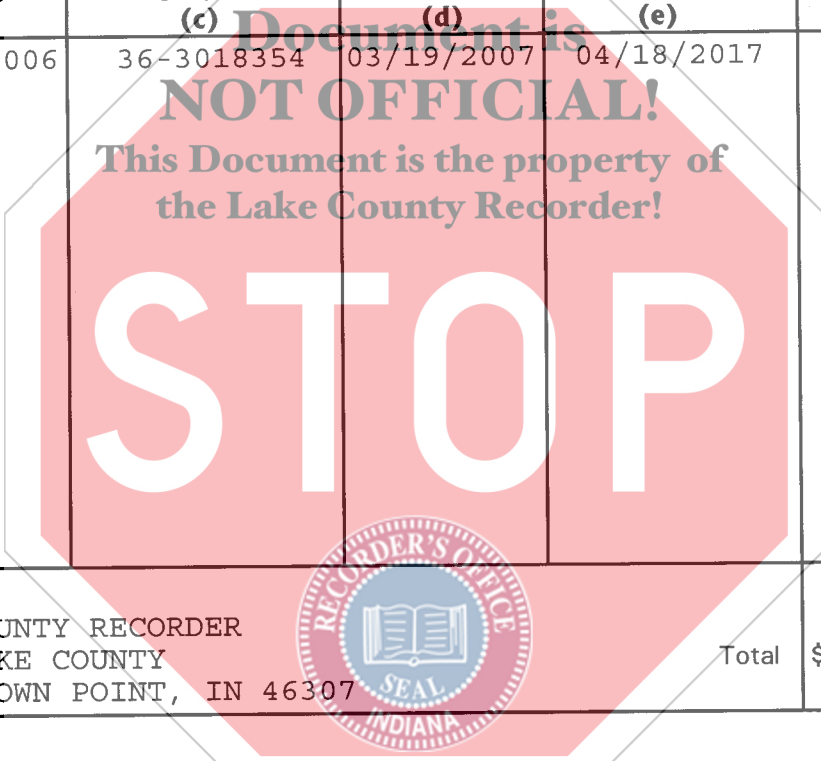 (c) (d) (e)
Document is
006 36-3018354 03/19/2007 04/18/2017
NOT OFFICIAL!
This Document is the property of
the Lake County Recorder!
STOP
RECORDER'S OFFICE
SEAL
INDIANA
UNTY RECORDER
KE COUNTY
OWN POINT, IN 46307
Total $